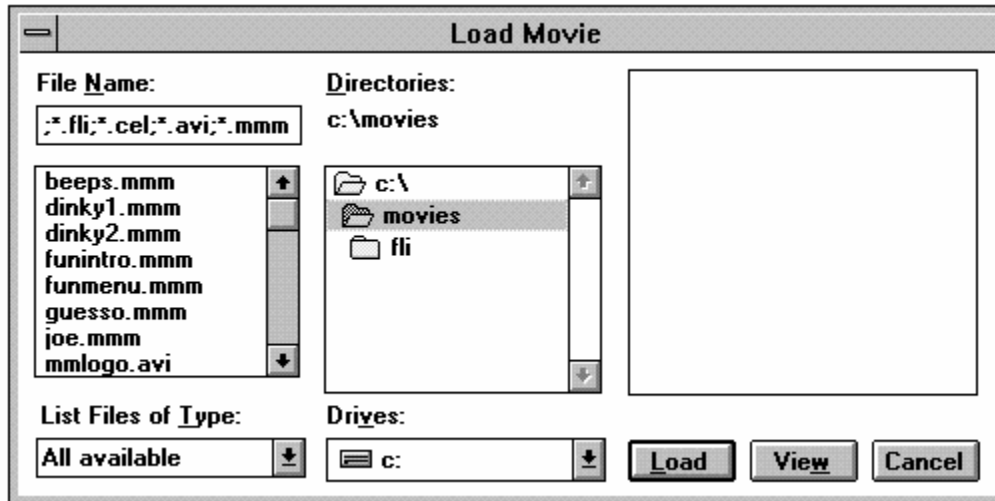 Load Movie
File Name:
;*.fli;*.cel;*.avi;*.mmm
beeps.mmm
dinky1.mmm
dinky2.mmm
funintro.mmm
funmenu.mmm
guesso.mmm
joe.mmm
mmlogo.avi
List Files of Type:
All available
Directories:
c:\movies
c:\
movies
fli
Drives:
c:
Load
View
Cancel